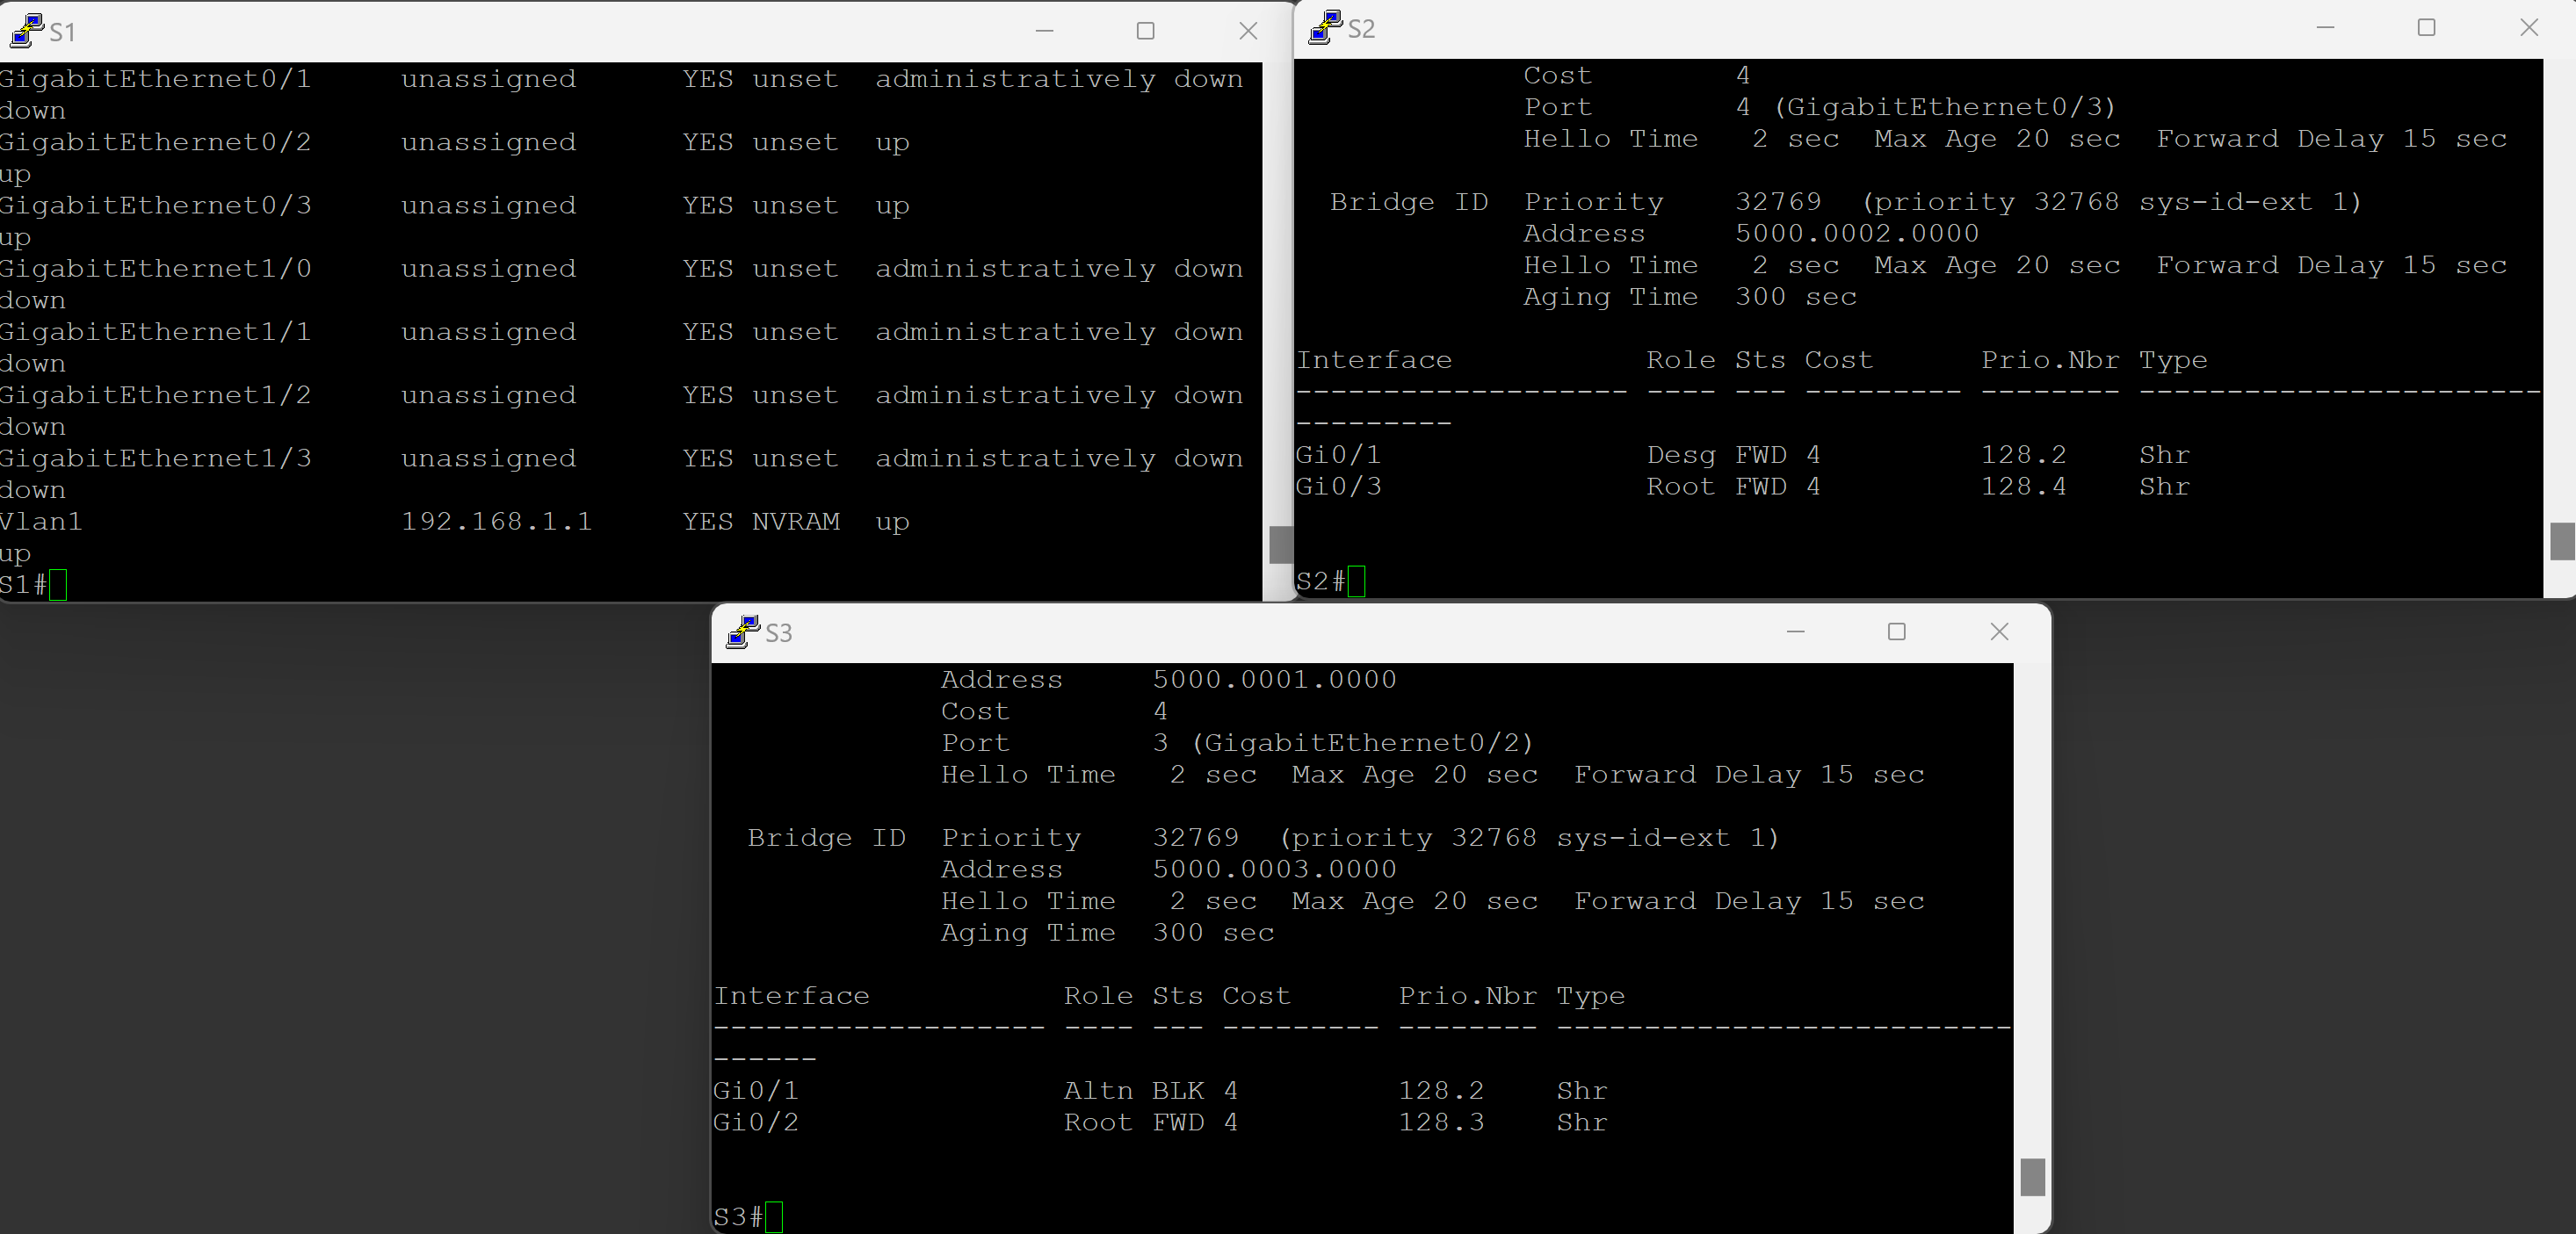 S1
GigabitEthernet0/1     unassigned      YES unset  administratively down
down
GigabitEthernet0/2     unassigned      YES unset  up
up
GigabitEthernet0/3     unassigned      YES unset  up
up
GigabitEthernet1/0     unassigned      YES unset  administratively down
down
GigabitEthernet1/1     unassigned      YES unset  administratively down
down
GigabitEthernet1/2     unassigned      YES unset  administratively down
down
GigabitEthernet1/3     unassigned      YES unset  administratively down
down
Vlan1                  192.168.1.1     YES NVRAM  up
up
S1#
S2
             Cost        4
             Port        4 (GigabitEthernet0/3)
             Hello Time   2 sec  Max Age 20 sec  Forward Delay 15 sec
  Bridge ID  Priority    32769  (priority 32768 sys-id-ext 1)
             Address     5000.0002.0000
             Hello Time   2 sec  Max Age 20 sec  Forward Delay 15 sec
             Aging Time  300 sec
Interface           Role Sts Cost      Prio.Nbr Type
------------------- ---- --- --------- -------- -----------------------
---------
Gi0/1               Desg FWD 4         128.2    Shr
Gi0/3               Root FWD 4         128.4    Shr
S2#
S3
             Address     5000.0001.0000
             Cost        4
             Port        3 (GigabitEthernet0/2)
             Hello Time   2 sec  Max Age 20 sec  Forward Delay 15 sec
  Bridge ID  Priority    32769  (priority 32768 sys-id-ext 1)
             Address     5000.0003.0000
             Hello Time   2 sec  Max Age 20 sec  Forward Delay 15 sec
             Aging Time  300 sec
Interface           Role Sts Cost      Prio.Nbr Type
------------------- ---- --- --------- -------- --------------------------
------
Gi0/1               Altn BLK 4         128.2    Shr
Gi0/2               Root FWD 4         128.3    Shr
S3#